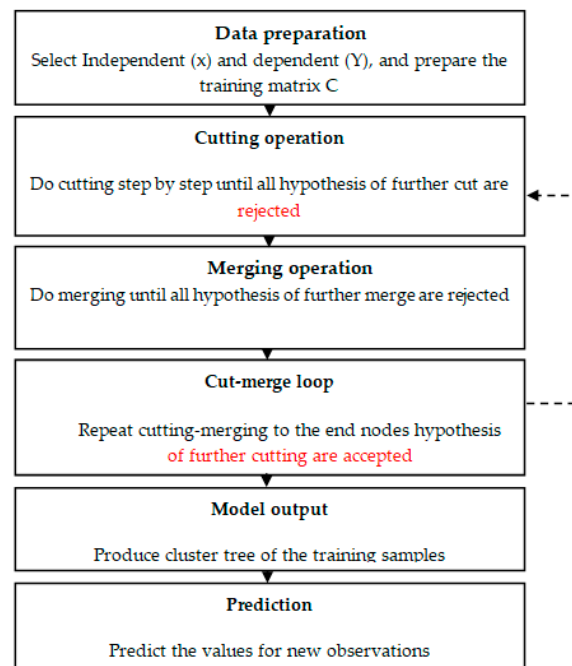 Data preparation
Select Independent (x) and dependent (Y), and prepare the
training matrix C
Cutting operation
Do cutting step by step until all hypothesis of further cut are
rejected
Merging operation
Do merging until all hypothesis of further merge are rejected
Cut-merge loop
Repeat cutting-merging to the end nodes hypothesis
of further cutting are accepted
Model output
Produce cluster tree of the training samples
Prediction
Predict the values for new observations